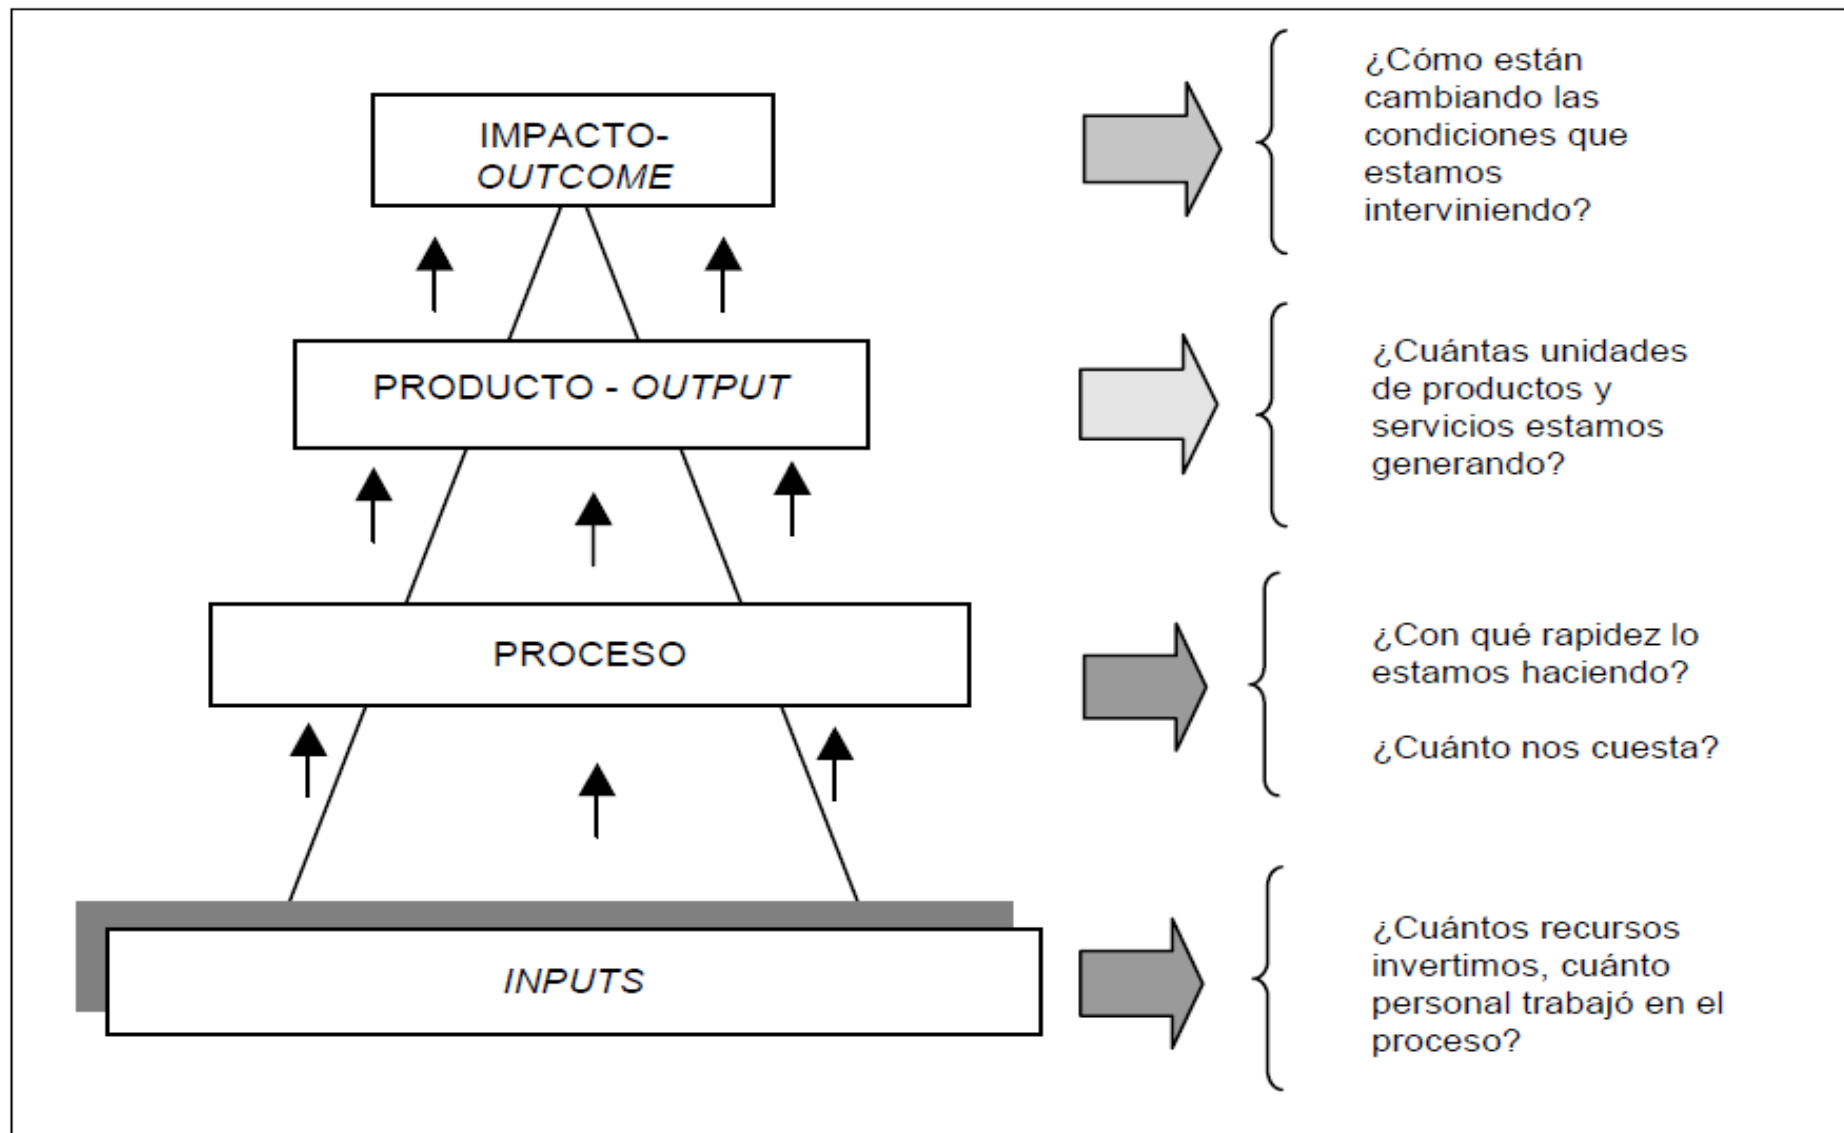 IMPACTO-
OUTCOME
¿Cómo están
cambiando las
condiciones que
estamos
interviniendo?
PRODUCTO - OUTPUT
¿Cuántas unidades
de productos y
servicios estamos
generando?
PROCESO
¿Con qué rapidez lo
estamos haciendo?
¿Cuánto nos cuesta?
INPUTS
¿Cuántos recursos
invertimos, cuánto
personal trabajó en el
proceso?